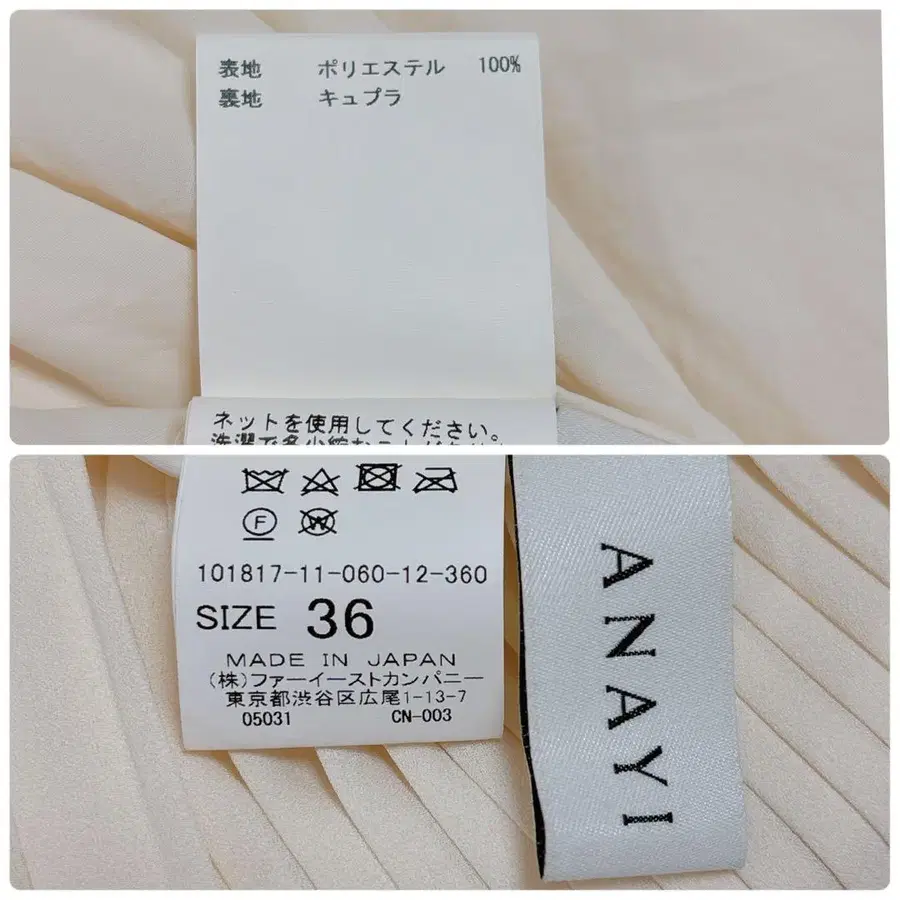 表地 ポリエステル 100%
裏地 キュプラ
ネットを使用してください。
F
W
101817-11-060-12-360
SIZE 36
MADE IN JAPAN
(株)ファーイーストカンパニー
東京都渋谷区広尾1-13-7
05031 CN-003
ANAYI